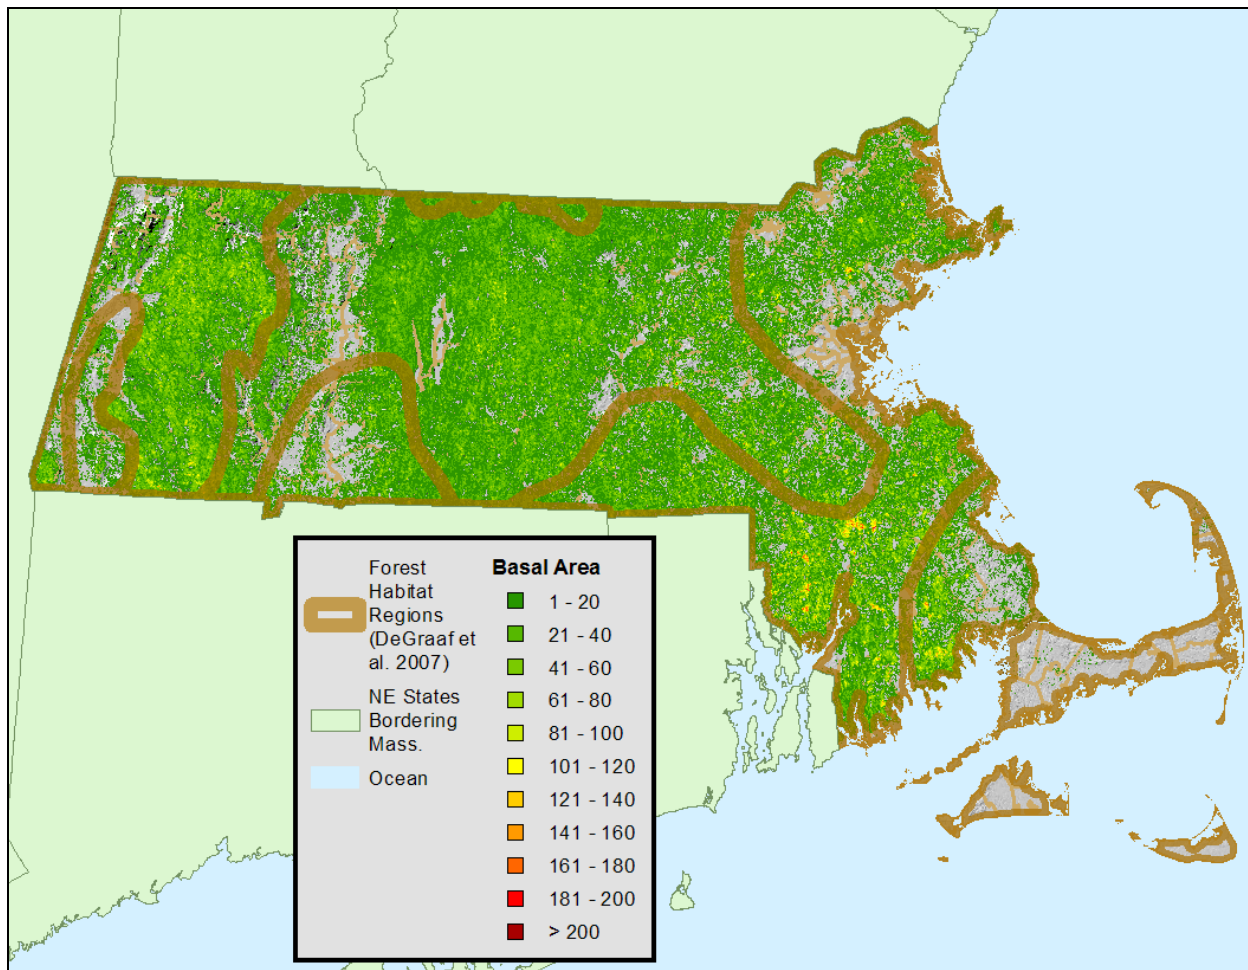 Forest
Habitat
Regions
(DeGraaf et
al. 2007)
NE States
Bordering
Mass.
Ocean
Basal Area
1 - 20
21 - 40
41 - 60
61 - 80
81 - 100
101 - 120
121 - 140
141 - 160
161 - 180
181 - 200
> 200